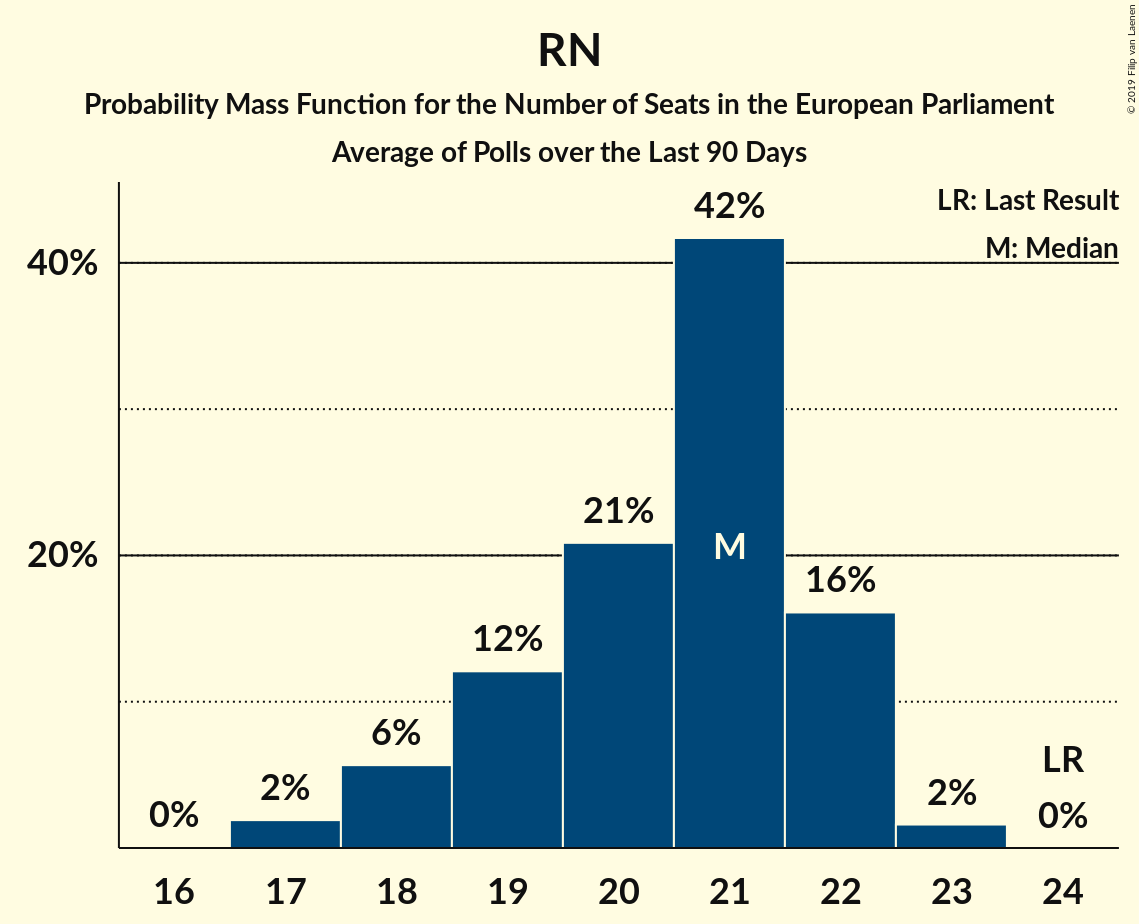 RN
Probability Mass Function for the Number of Seats in the European Parliament
Average of Polls over the Last 90 Days
© 2019 Filip van Laenen
LR: Last Result
M: Median
40%
20%
0%
2%
6%
12%
21%
42%
M
16%
2%
LR
0%
16 17 18 19 20 21 22 23 24